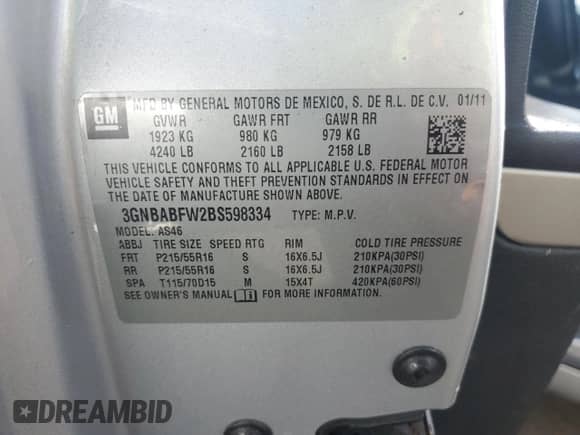 GM
MFD BY GENERAL MOTORS DE MEXICO, S. DE R.L. DE C.V. 01/11
GVWR GAWR FRT GAWR RR
1923 KG 980 KG 979 KG
4240 LB 2160 LB 2158 LB
THIS VEHICLE CONFORMS TO ALL APPLICABLE U.S. FEDERAL MOTOR
VEHICLE SAFETY AND THEFT PREVENTION STANDARDS IN EFFECT ON
THE DATE OF MANUFACTURE SHOWN ABOVE.
3GNBABFW2BS598334 TYPE: M.P.V.
MODEL: AS46
ABBJ TIRE SIZE SPEED RTG RIM COLD TIRE PRESSURE
FRT P215/55R16 S 16X6.5J 210KPA(30PSI)
RR P215/55R16 S 16X6.5J 210KPA(30PSI)
SPA T115/70D15 M 15X4T 420KPA(60PSI)
SEE OWNER'S MANUAL FOR MORE INFORMATION
DREAMBID